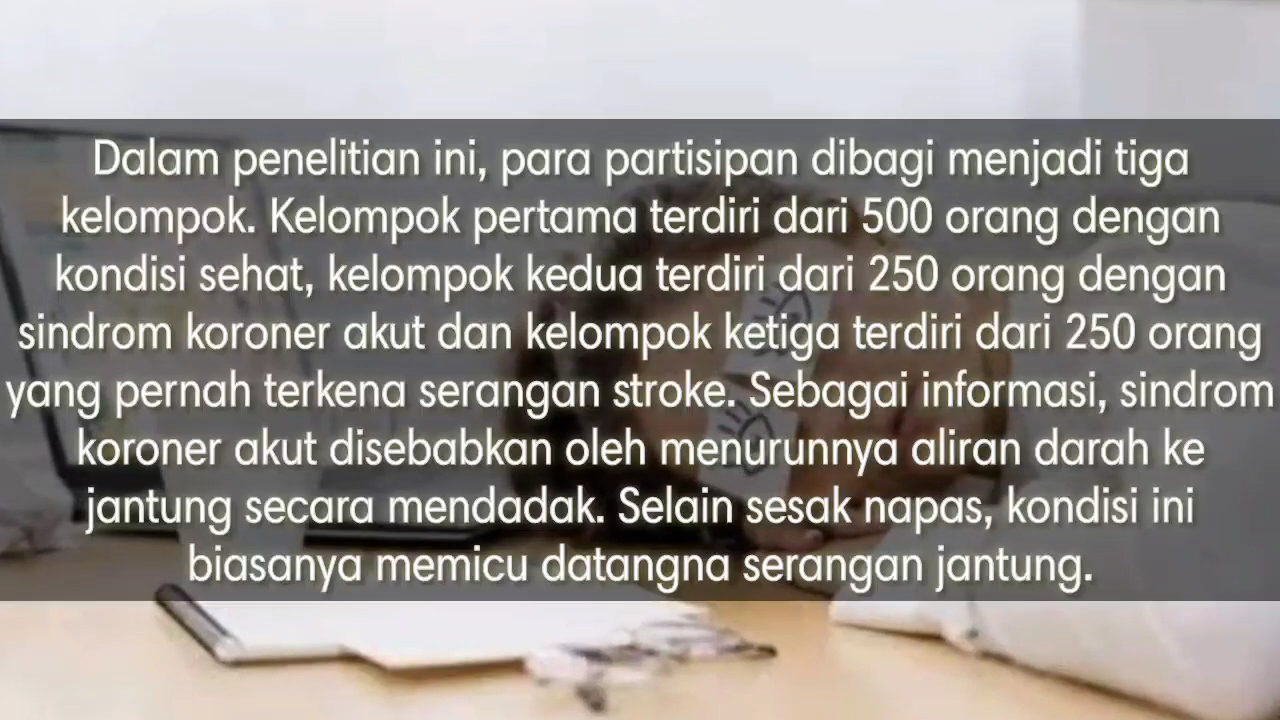 Dalam penelitian ini, para partisipan dibagi menjadi tiga
kelompok. Kelompok pertama terdiri dari 500 orang dengan
kondisi sehat, kelompok kedua terdiri dari 250 orang dengan
sindrom koroner akut dan kelompok ketiga terdiri dari 250 orang
yang pernah terkena serangan stroke. Sebagai informasi, sindrom
koroner akut disebabkan oleh menurunnya aliran darah ke
jantung secara mendadak. Selain sesak napas, kondisi ini
biasanya memicu datangna serangan jantung.